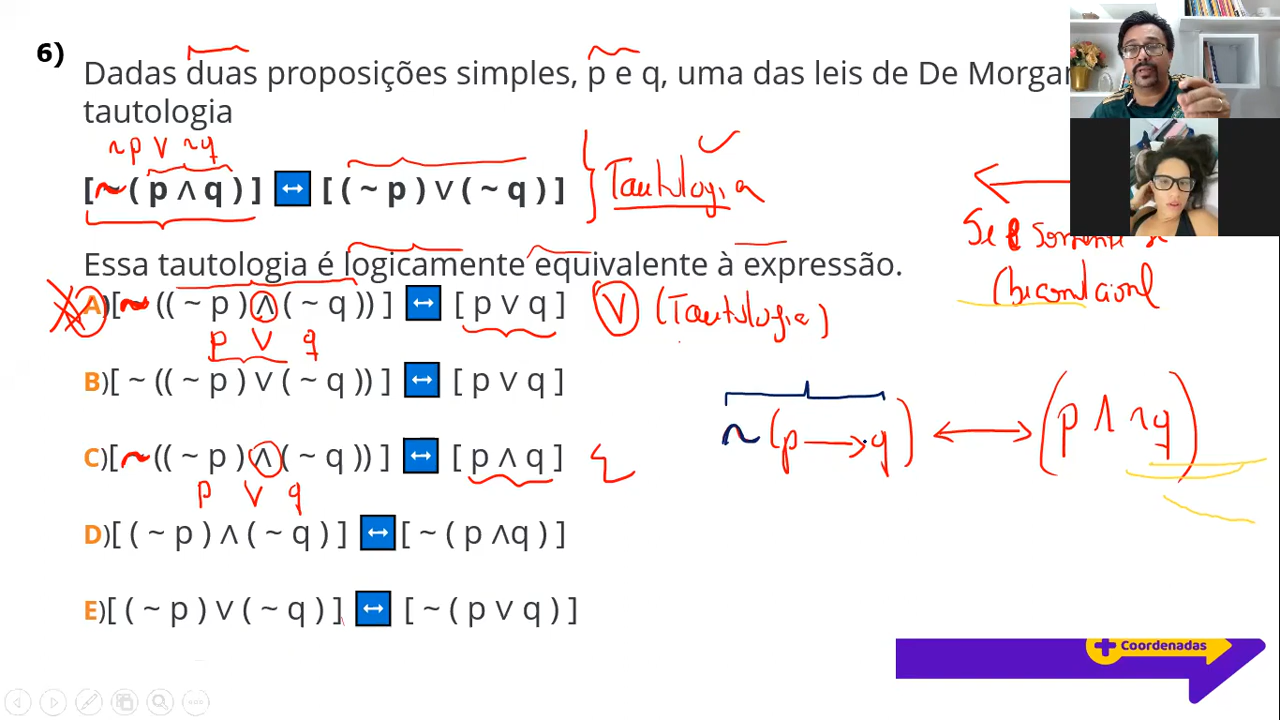 6)
Dadas duas proposições simples, p e q, uma das leis de De Morgan
tautologia
~p ∨ ~q
[~ ( p ∧ q ) ] ↔ [ ( ~ p ) ∨ ( ~ q ) ] Tautologia
Se e somente se
(bicondicional
Essa tautologia é logicamente equivalente à expressão.
A)[ ~ (( ~ p ) ∧ ( ~ q )) ] ↔ [ p ∨ q ] V (Tautologia)
p ∨ q
B)[ ~ (( ~ p ) ∨ ( ~ q )) ] ↔ [ p ∨ q ]
~(p → q) ↔ (p ∧ ~q)
C)[ ~ (( ~ p ) ∧ ( ~ q )) ] ↔ [ p ∧ q ]
p ∨ q
D)[ ( ~ p ) ∧ ( ~ q ) ] ↔ [ ~ ( p ∧q ) ]
E)[ ( ~ p ) ∨ ( ~ q ) ] ↔ [ ~ ( p ∨ q ) ]
+ Coordenadas